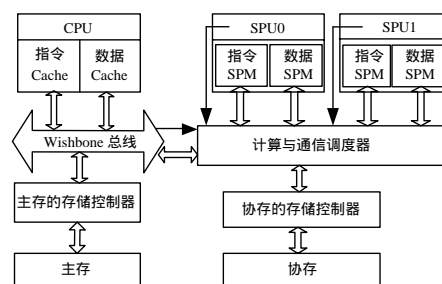 CPU
指令
Cache
数据
Cache
SPU0
指令
SPM
数据
SPM
SPU1
指令
SPM
数据
SPM
Wishbone 总线
计算与通信调度器
主存的存储控制器
协存的存储控制器
主存
协存